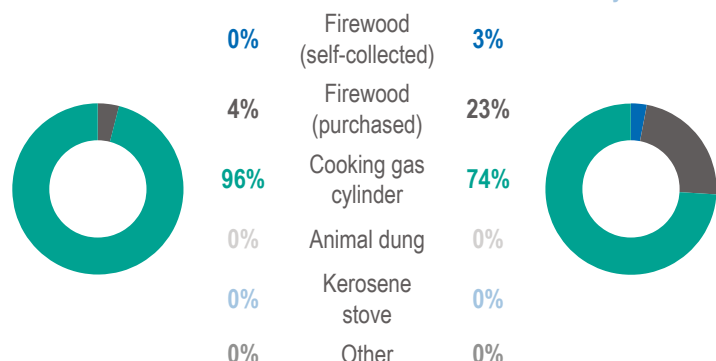 0% Firewood (self-collected) 3%
4% Firewood (purchased) 23%
96% Cooking gas cylinder 74%
0% Animal dung 0%
0% Kerosene stove 0%
0% Other 0%